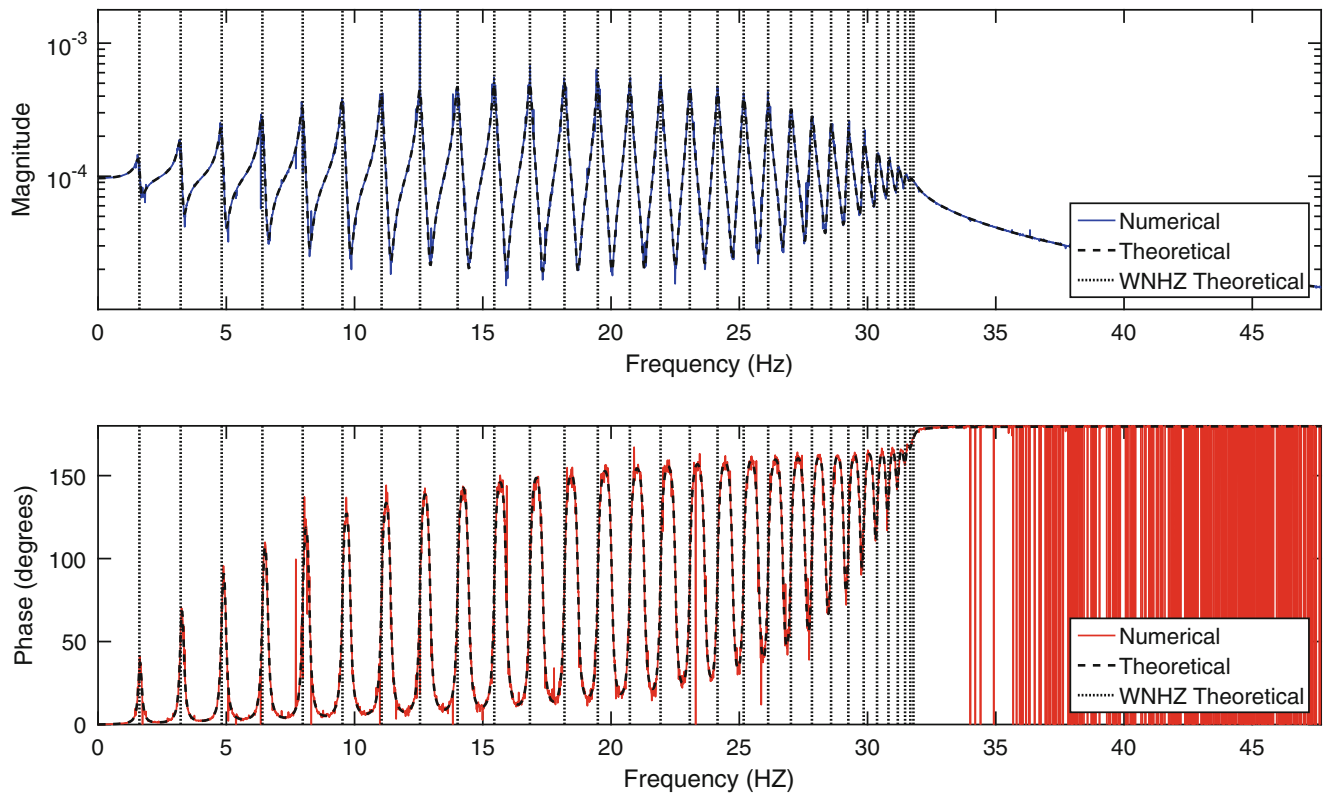 Magnitude
10⁻³
10⁻⁴
0 5 10 15 20 25 30 35 40 45
Frequency (Hz)
Numerical
Theoretical
WNHZ Theoretical
Phase (degrees)
150
100
50
0
0 5 10 15 20 25 30 35 40 45
Frequency (HZ)
Numerical
Theoretical
WNHZ Theoretical